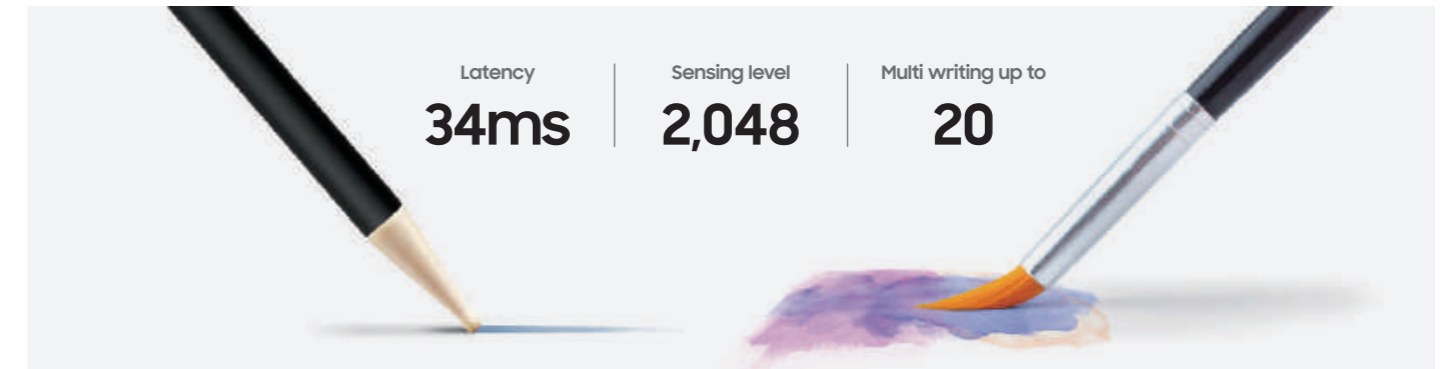 Latency
34ms
Sensing level
2,048
Multi writing up to
20